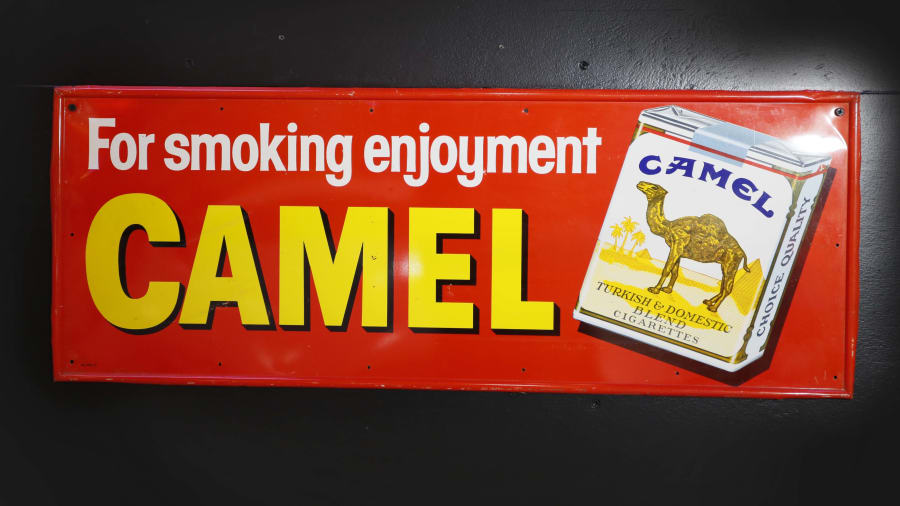 For smoking enjoyment
CAMEL
CAMEL
TURKISH & DOMESTIC
BLEND
CIGARETTES
CHOICE QUALITY